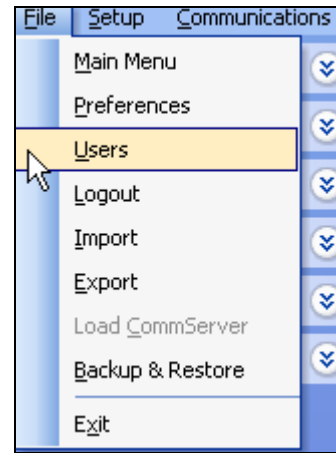 File Setup Communications
Main Menu
Preferences
Users
Logout
Import
Export
Load CommServer
Backup & Restore
Exit